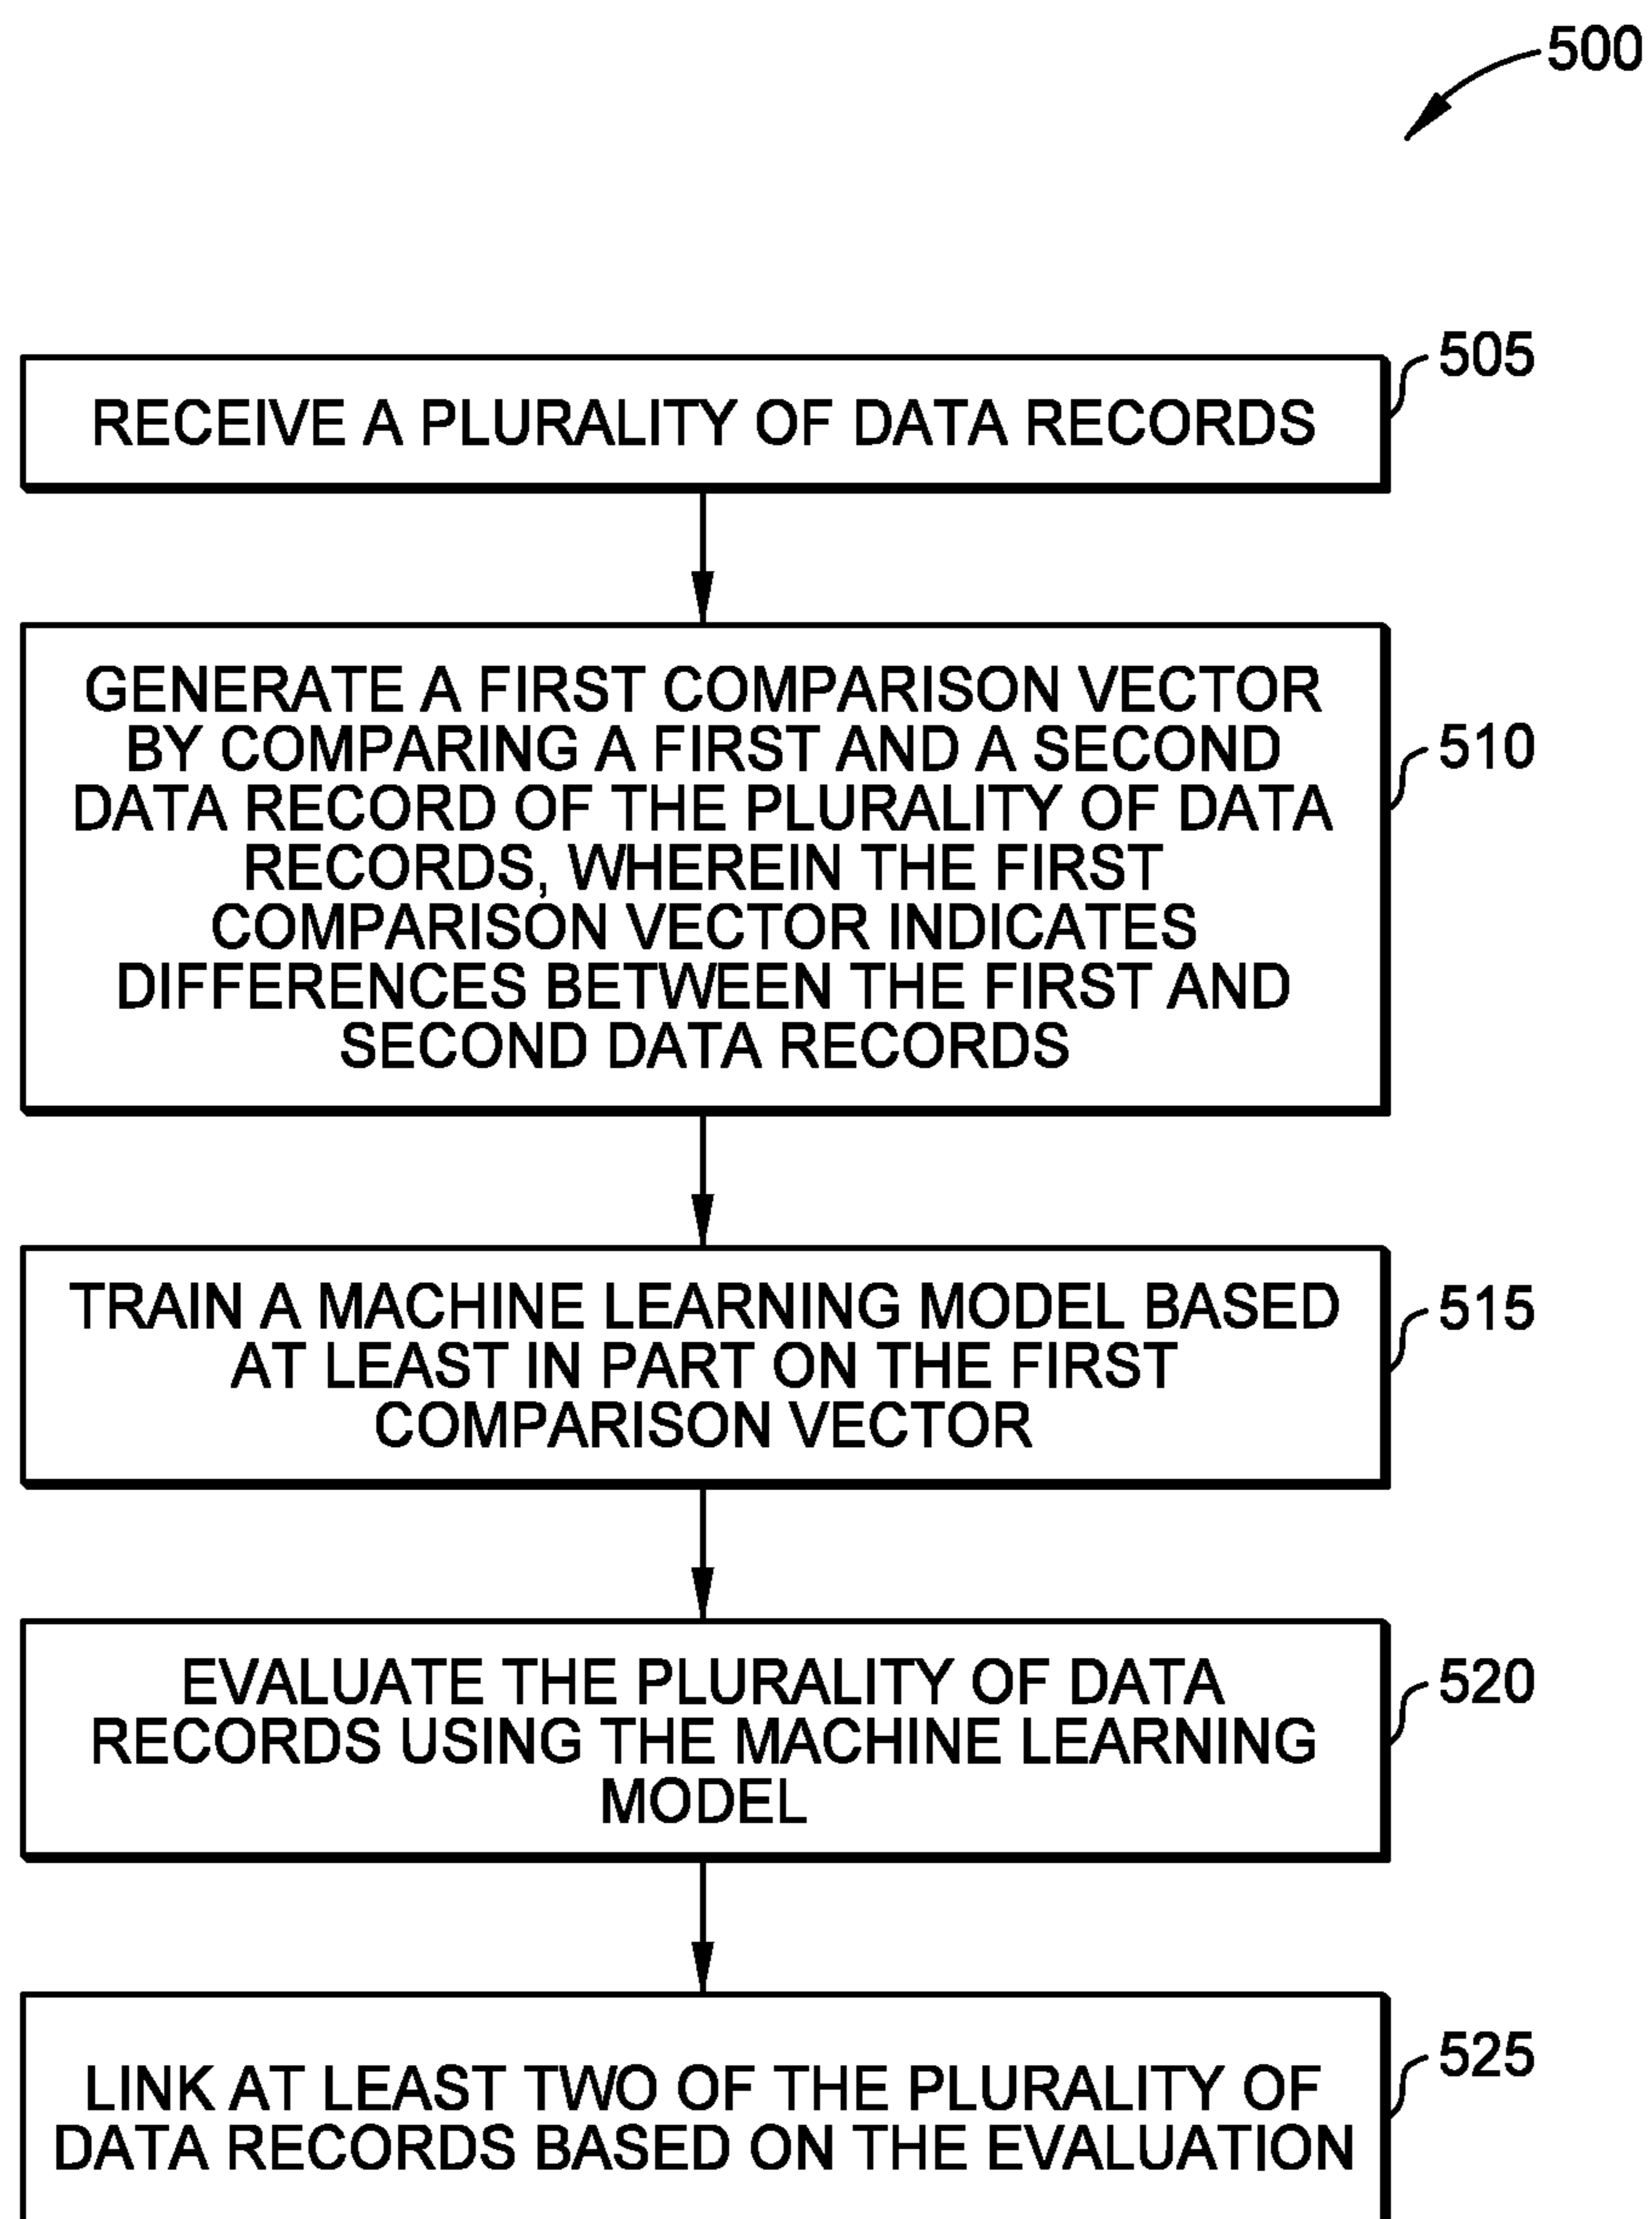 500
505
RECEIVE A PLURALITY OF DATA RECORDS
GENERATE A FIRST COMPARISON VECTOR
BY COMPARING A FIRST AND A SECOND
DATA RECORD OF THE PLURALITY OF DATA
RECORDS, WHEREIN THE FIRST
COMPARISON VECTOR INDICATES
DIFFERENCES BETWEEN THE FIRST AND
SECOND DATA RECORDS
510
TRAIN A MACHINE LEARNING MODEL BASED
AT LEAST IN PART ON THE FIRST
COMPARISON VECTOR
515
EVALUATE THE PLURALITY OF DATA
RECORDS USING THE MACHINE LEARNING
MODEL
520
LINK AT LEAST TWO OF THE PLURALITY OF
DATA RECORDS BASED ON THE EVALUATION
525